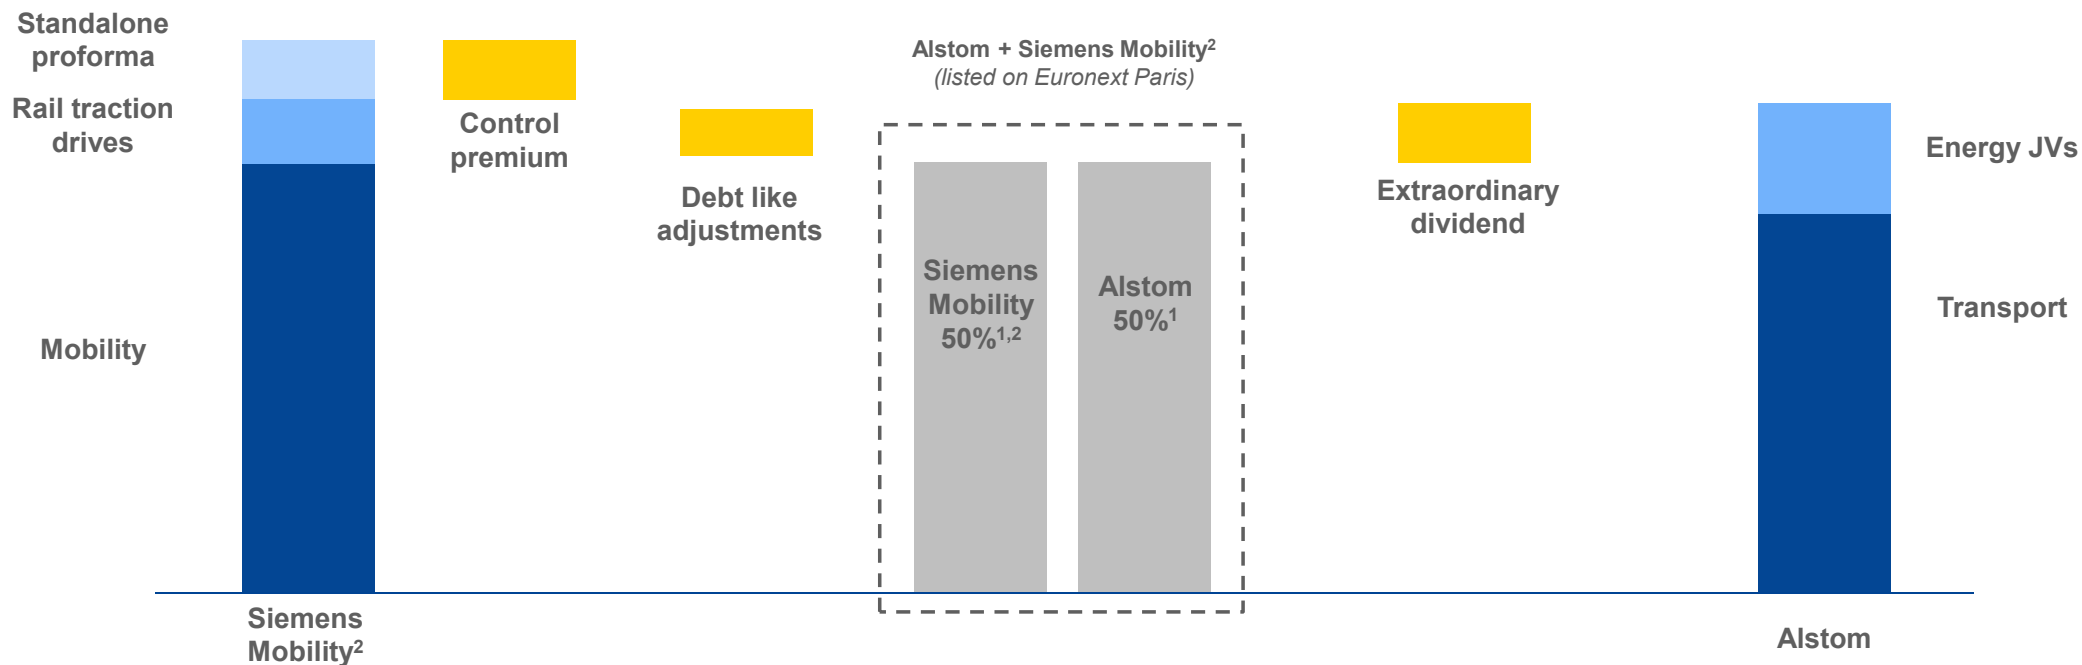 Standalone
proforma
Rail traction
drives
Mobility
Siemens
Mobility²
Control
premium
Debt like
adjustments
Alstom + Siemens Mobility²
(listed on Euronext Paris)
Siemens
Mobility
50%¹,²
Alstom
50%¹
Extraordinary
dividend
Energy JVs
Transport
Alstom